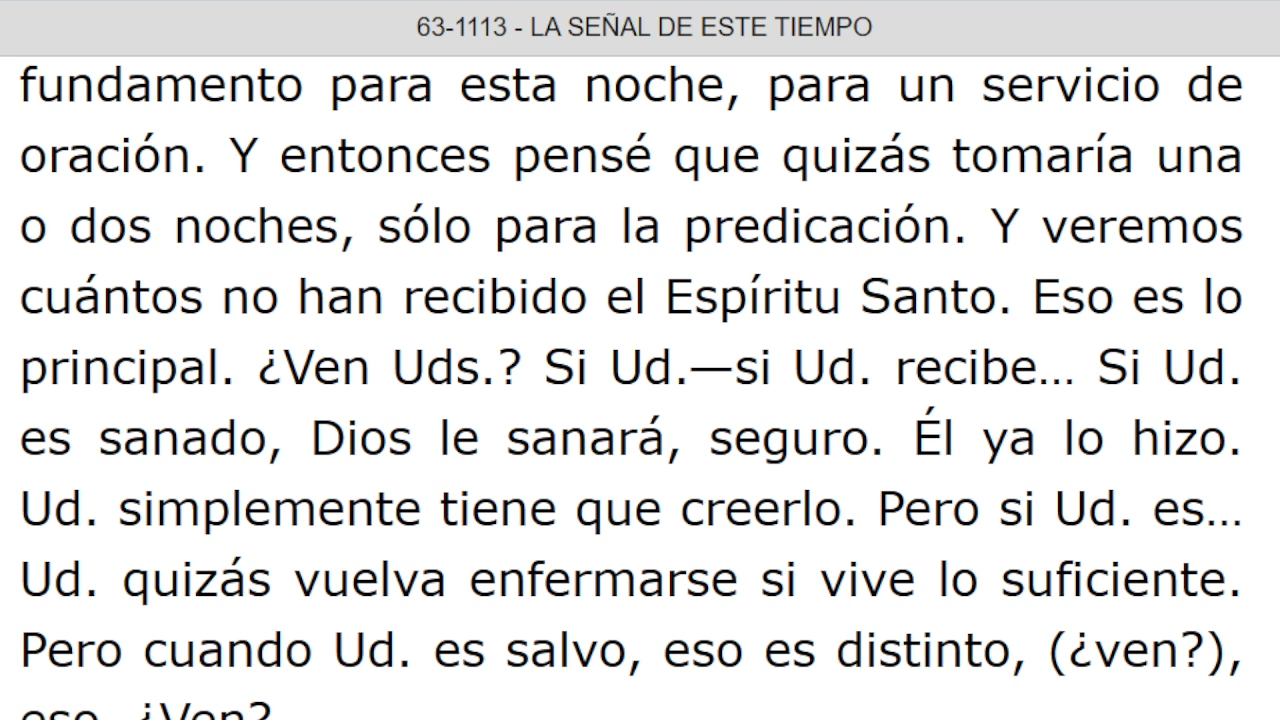 63-1113 - LA SEÑAL DE ESTE TIEMPO
fundamento para esta noche, para un servicio de
oración. Y entonces pensé que quizás tomaría una
o dos noches, sólo para la predicación. Y veremos
cuántos no han recibido el Espíritu Santo. Eso es lo
principal. ¿Ven Uds.? Si Ud.—si Ud. recibe… Si Ud.
es sanado, Dios le sanará, seguro. Él ya lo hizo.
Ud. simplemente tiene que creerlo. Pero si Ud. es…
Ud. quizás vuelva enfermarse si vive lo suficiente.
Pero cuando Ud. es salvo, eso es distinto, (¿ven?),
eso. ¿Ven?